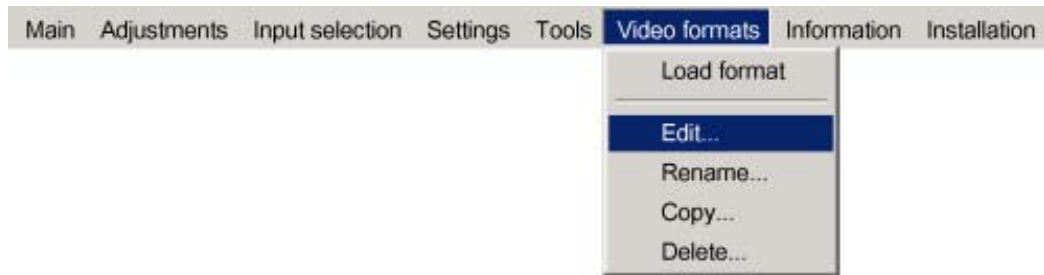 Main Adjustments Input selection Settings Tools Video formats Information Installation
Load format
Edit...
Rename...
Copy...
Delete...